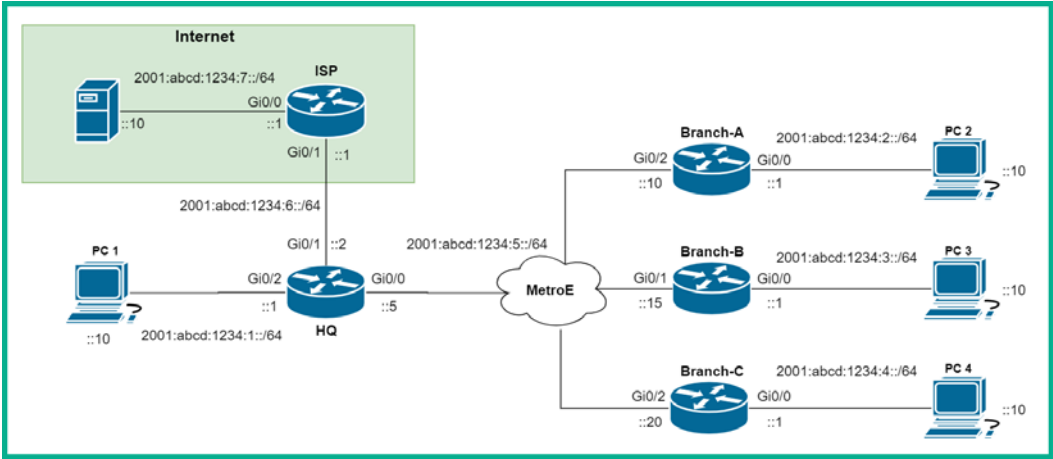 Internet
ISP
2001:abcd:1234:7::/64
Gi0/0
::10
::1
Gi0/1
::1
2001:abcd:1234:6::/64
Gi0/1
::2
PC 1
Gi0/2
::1
::10
2001:abcd:1234:1::/64
HQ
Gi0/0
::5
2001:abcd:1234:5::/64
MetroE
Branch-A
2001:abcd:1234:2::/64
PC 2
Gi0/2
Gi0/0
::10
::1
?
::10
Branch-B
2001:abcd:1234:3::/64
PC 3
Gi0/1
Gi0/0
::15
::1
?
::10
Branch-C
2001:abcd:1234:4::/64
PC 4
Gi0/2
Gi0/0
::20
::1
?
::10